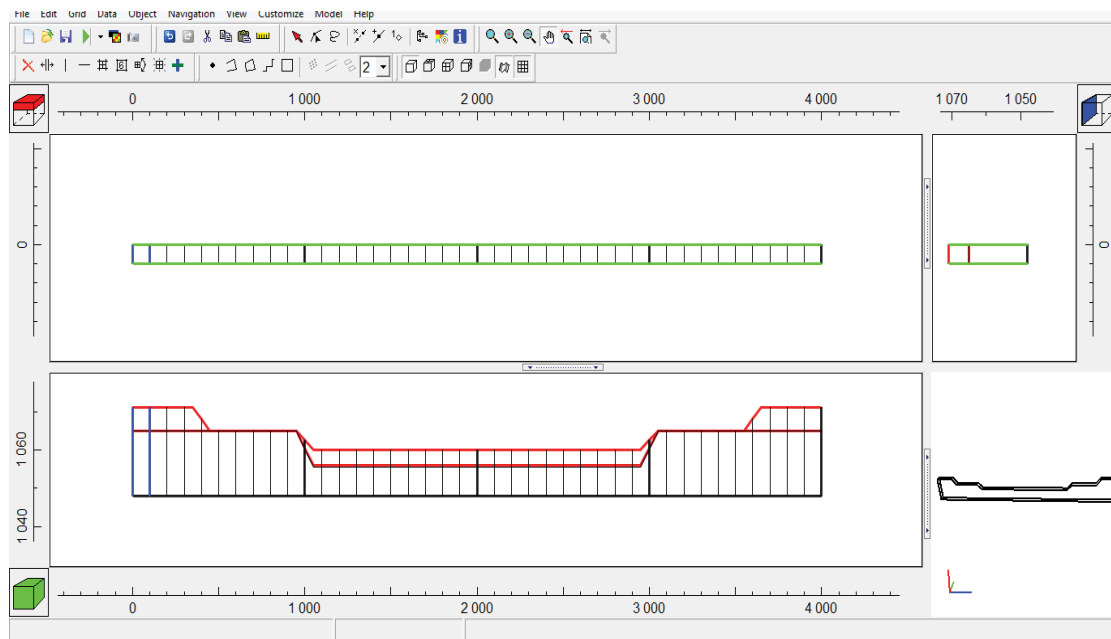 File Edit Grid Data Object Navigation View Customize Model Help
2
0 1 000 2 000 3 000 4 000 1 070 1 050
0
0
1 060
1 040
0 1 000 2 000 3 000 4 000